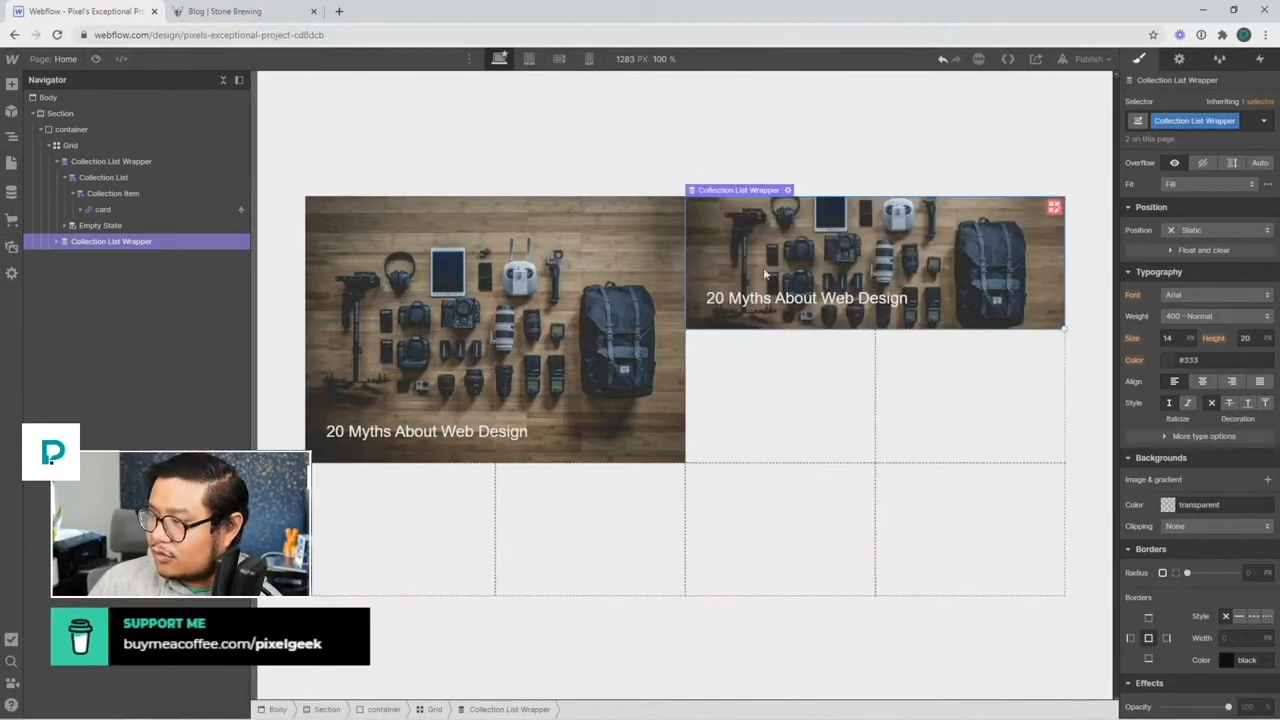 Webflow - Pixel's Exceptional Pr
Blog | Stone Brewing
webflow.com/design/pixels-exceptional-project-cd8dcb
Page: Home
1283 PX 100 %
Publish
Navigator
Body
Section
container
Grid
Collection List Wrapper
Collection List
Collection Item
card
Empty State
Collection List Wrapper
Collection List Wrapper
20 Myths About Web Design
20 Myths About Web Design
Collection List Wrapper
Selector
Inheriting 1 selector
Collection List Wrapper
2 on this page
Overflow
Auto
Fit
Fill
Position
Position
Static
Float and clear
Typography
Font
Arial
Weight
400 - Normal
Size
14 PX
Height
20 PX
Color
#333
Align
Style
Italicize
Decoration
More type options
Backgrounds
Image & gradient
Color
transparent
Clipping
None
Borders
Radius
0 PX
Borders
Style
Width
0 PX
Color
black
Effects
Opacity
100 %
SUPPORT ME
buymeacoffee.com/pixelgeek
Body
Section
container
Grid
Collection List Wrapper